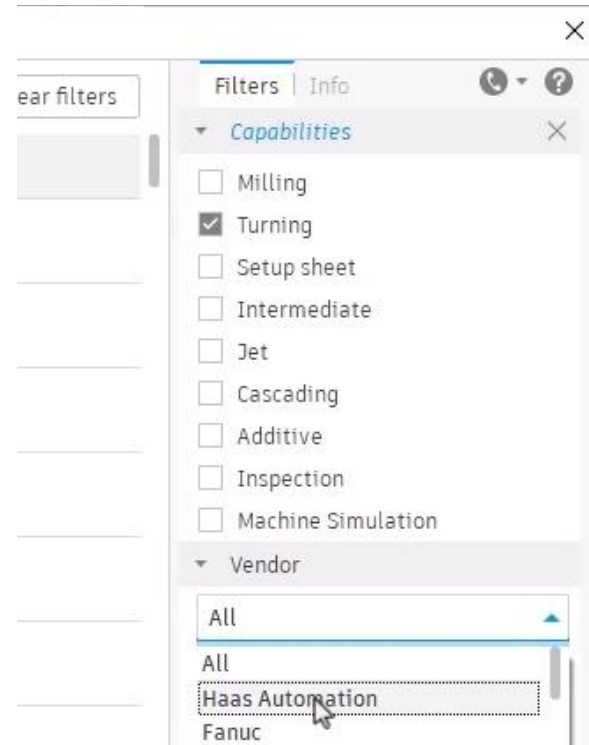 ear filters
Filters | Info
Capabilities
Milling
Turning
Setup sheet
Intermediate
Jet
Cascading
Additive
Inspection
Machine Simulation
Vendor
All
All
Haas Automation
Fanuc